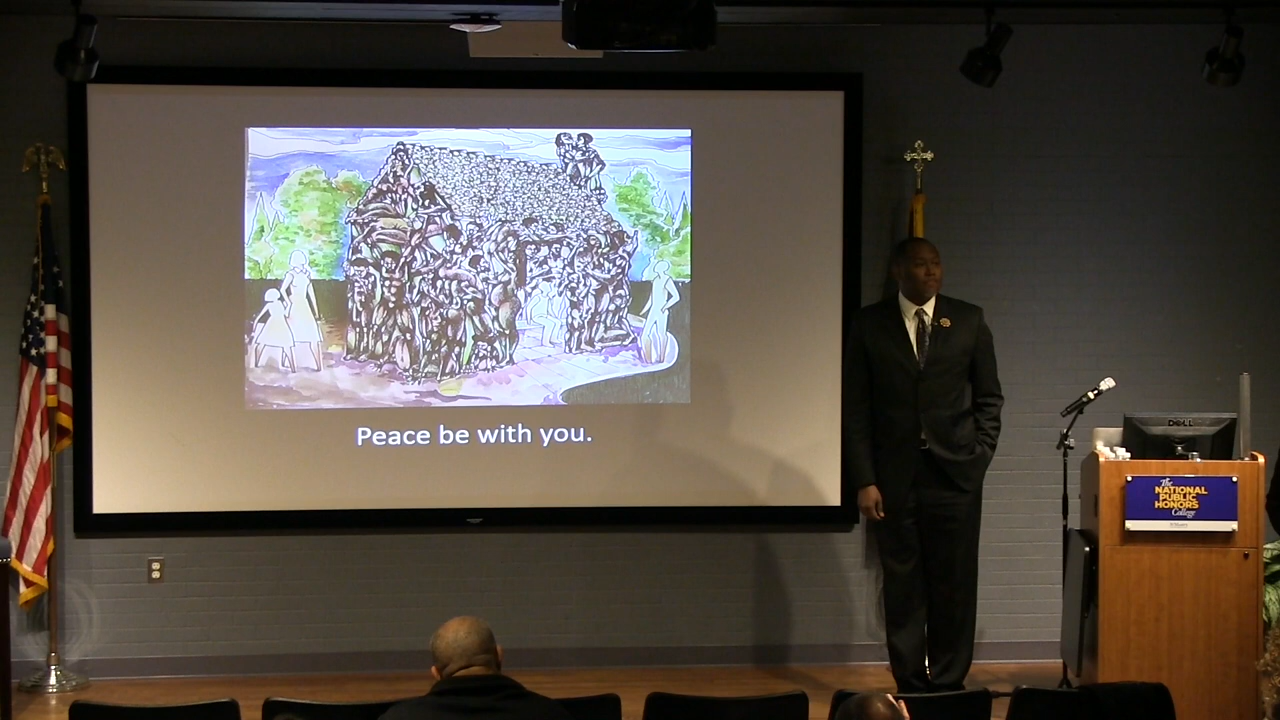 Peace be with you.
DELL
The
NATIONAL
PUBLIC
HONORS
College